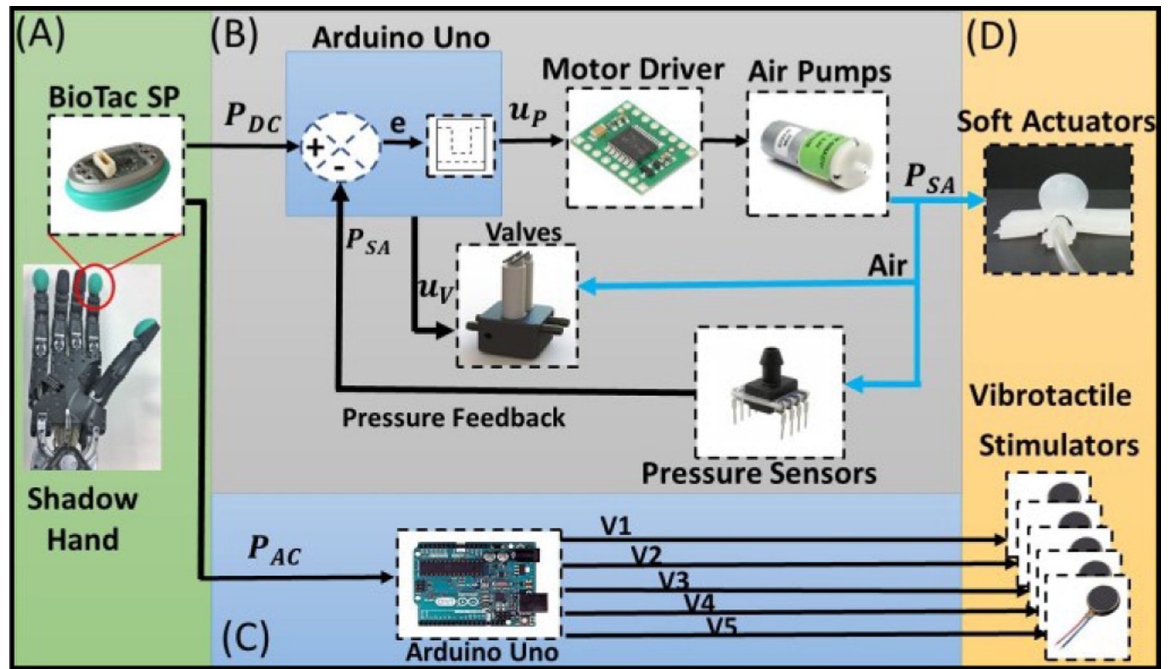 (A)
(B)
(D)
Arduino Uno
BioTac SP
P_DC
+
-
e
u_P
Motor Driver
Air Pumps
Soft Actuators
P_SA
P_SA
Valves
Air
u_V
Pressure Feedback
Pressure Sensors
Vibrotactile
Stimulators
Shadow
Hand
P_AC
V1
V2
V3
V4
V5
(C)
Arduino Uno